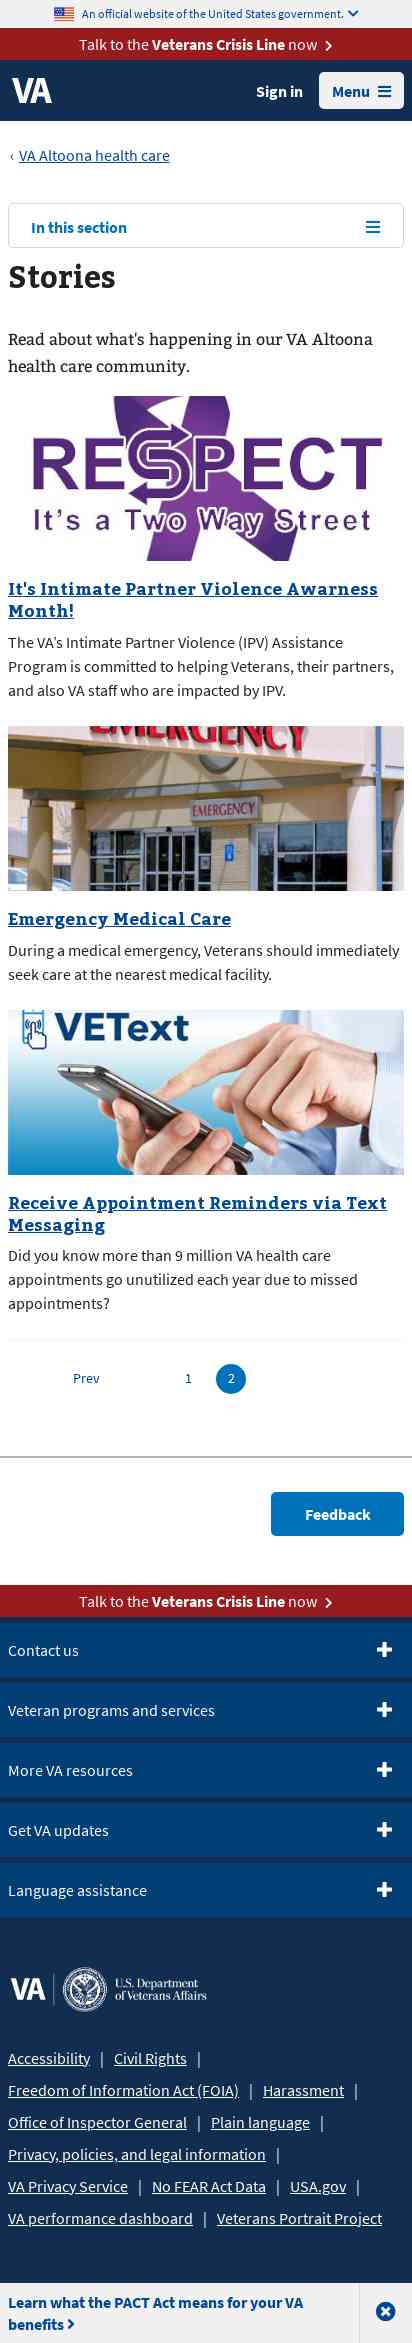 An official website of the United States government.
Talk to the Veterans Crisis Line now
VA
Sign in
Menu
‹ VA Altoona health care
In this section
Stories
Read about what's happening in our VA Altoona
health care community.
RESPECT
It's a Two Way Street
It's Intimate Partner Violence Awarness
Month!
The VA's Intimate Partner Violence (IPV) Assistance
Program is committed to helping Veterans, their partners,
and also VA staff who are impacted by IPV.
EMERGENCY
EMERGENCY
Emergency Medical Care
During a medical emergency, Veterans should immediately
seek care at the nearest medical facility.
VEText
Receive Appointment Reminders via Text
Messaging
Did you know more than 9 million VA health care
appointments go unutilized each year due to missed
appointments?
Prev 1 2
Feedback
Talk to the Veterans Crisis Line now
Contact us
Veteran programs and services
More VA resources
Get VA updates
Language assistance
VA | U.S. Department
of Veterans Affairs
Accessibility | Civil Rights |
Freedom of Information Act (FOIA) | Harassment |
Office of Inspector General | Plain language |
Privacy, policies, and legal information |
VA Privacy Service | No FEAR Act Data | USA.gov |
VA performance dashboard | Veterans Portrait Project
Learn what the PACT Act means for your VA
benefits